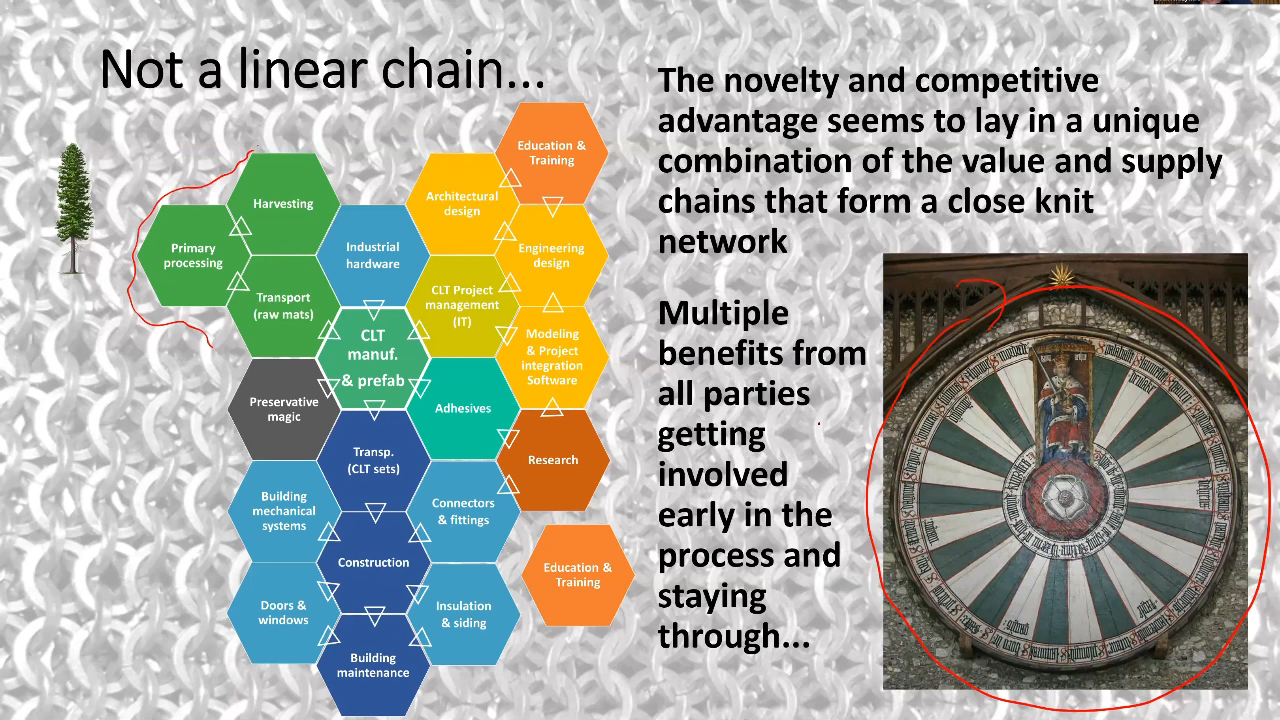 Not a linear chain...
Education &
Training
Harvesting
Architectural
design
Primary
processing
Industrial
hardware
Engineering
design
Transport
(raw mats)
CLT Project
management
(IT)
CLT
manuf.
& prefab
Modeling
& Project
integration
Software
Preservative
magic
Adhesives
Transp.
(CLT sets)
Research
Building
mechanical
systems
Connectors
& fittings
Construction
Education &
Training
Doors &
windows
Insulation
& siding
Building
maintenance
The novelty and competitive
advantage seems to lay in a unique
combination of the value and supply
chains that form a close knit
network
Multiple
benefits from
all parties
getting
involved
early in the
process and
staying
through...